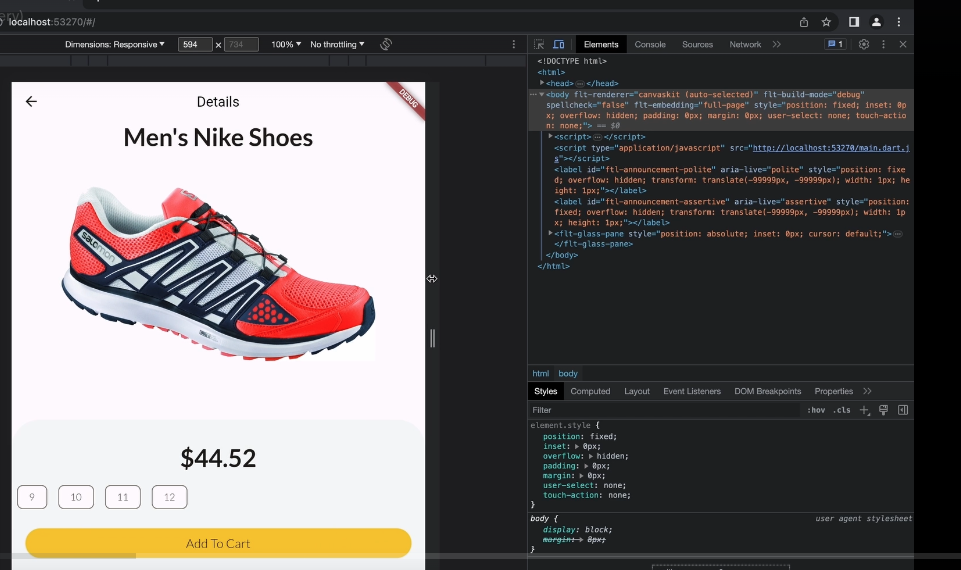 localhost:53270/#/
Dimensions: Responsive 594 x 734 100% No throttling
Elements Console Sources Network 1
Details
DEBUG
Men's Nike Shoes
salomon
$44.52
9 10 11 12
Add To Cart
<!DOCTYPE html>
<html>
<head> … </head>
<body flt-renderer="canvaskit (auto-selected)" flt-build-mode="debug"
spellcheck="false" flt-embedding="full-page" style="position: fixed; inset: 0p
x; overflow: hidden; padding: 0px; margin: 0px; user-select: none; touch-actio
n: none;"> == $0
<script> … </script>
<script type="application/javascript" src="http://localhost:53270/main.dart.j
s"></script>
<label id="ftl-announcement-polite" aria-live="polite" style="position: fixe
d; overflow: hidden; transform: translate(-99999px, -99999px); width: 1px; he
ight: 1px;"></label>
<label id="ftl-announcement-assertive" aria-live="assertive" style="position:
fixed; overflow: hidden; transform: translate(-99999px, -99999px); width: 1p
x; height: 1px;"></label>
<flt-glass-pane style="position: absolute; inset: 0px; cursor: default;"> …
</flt-glass-pane>
</body>
</html>
html body
Styles Computed Layout Event Listeners DOM Breakpoints Properties
Filter :hov .cls
element.style {
position: fixed;
inset: 0px;
overflow: hidden;
padding: 0px;
margin: 0px;
user-select: none;
touch-action: none;
}
body { user agent stylesheet
display: block;
margin: 8px;
}